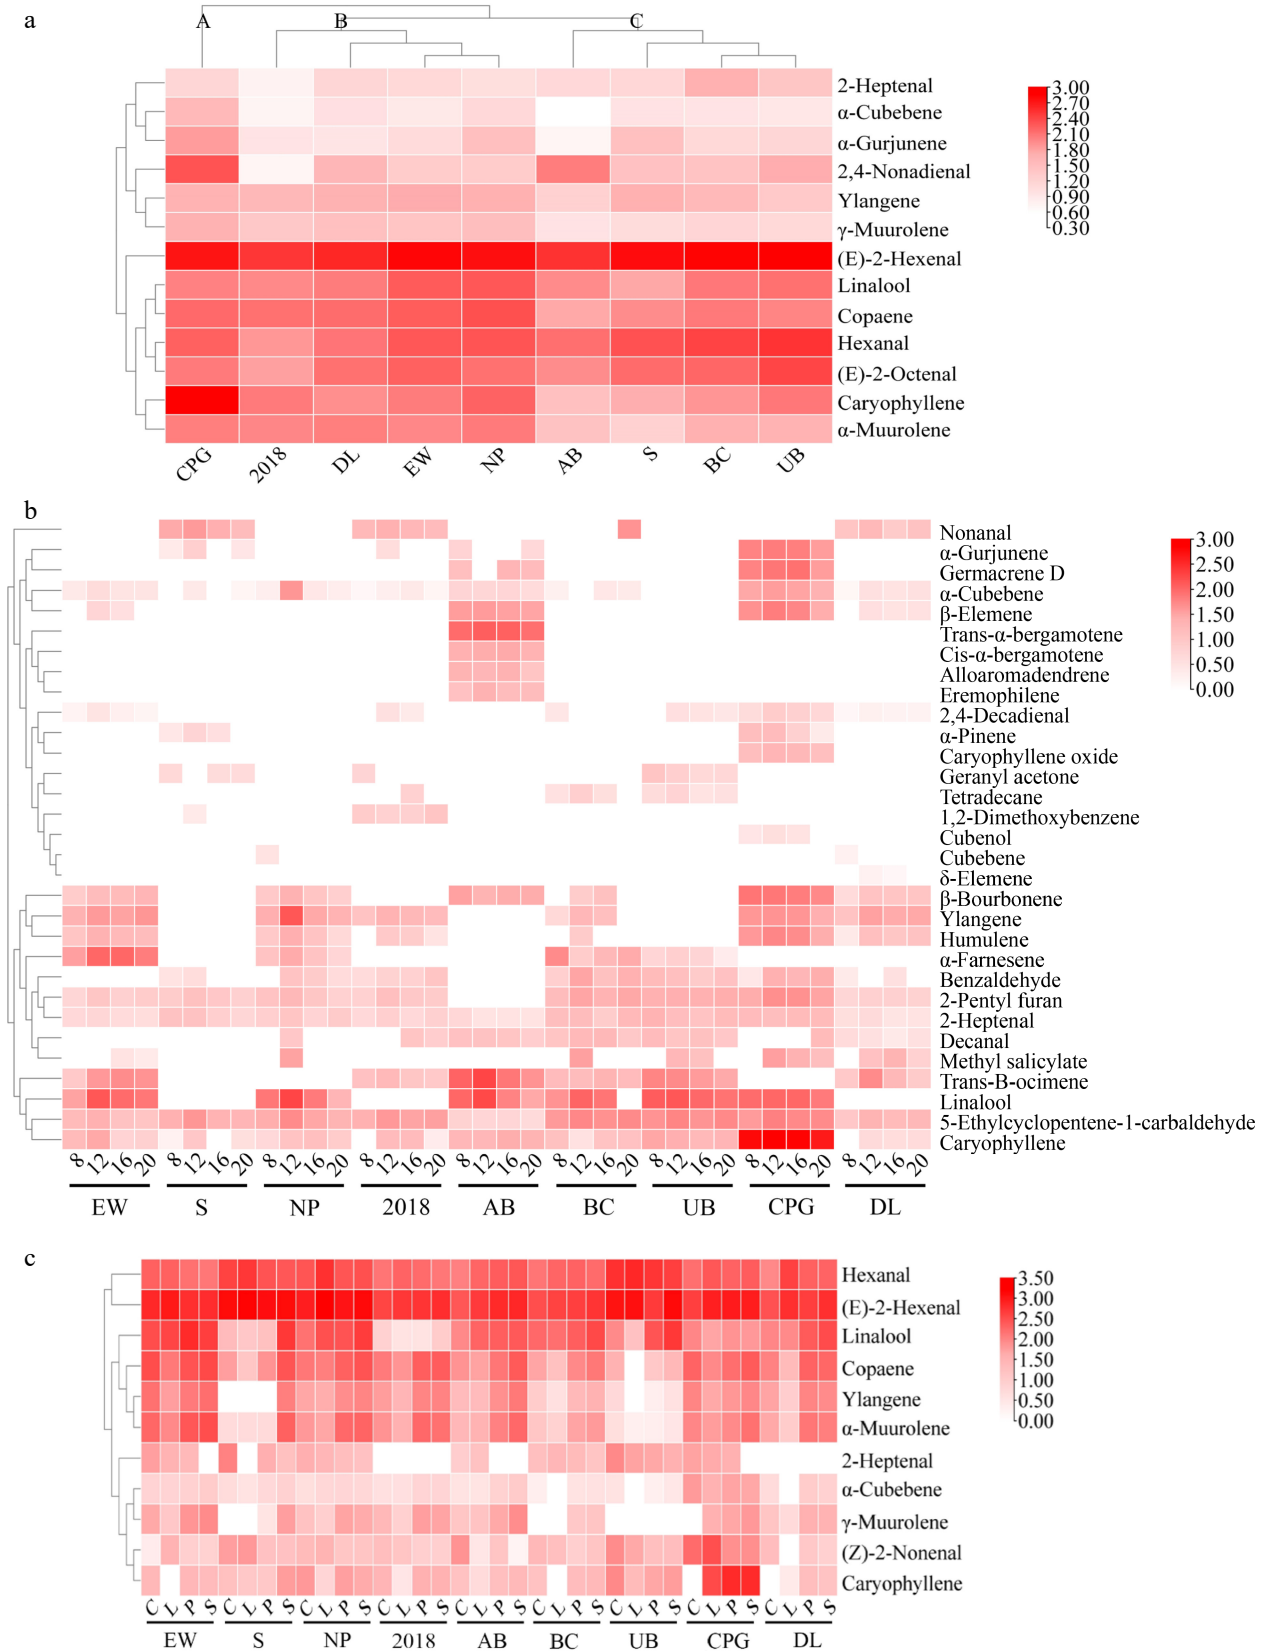 a
A B C
2-Heptenal
α-Cubebene
α-Gurjunene
2,4-Nonadienal
Ylangene
γ-Muurolene
(E)-2-Hexenal
Linalool
Copaene
Hexanal
(E)-2-Octenal
Caryophyllene
α-Muurolene
3.00
2.70
2.40
2.10
1.80
1.50
1.20
0.90
0.60
0.30
CPG 2018 DL EW NP AB S BC UB
b
Nonanal
α-Gurjunene
Germacrene D
α-Cubebene
β-Elemene
Trans-α-bergamotene
Cis-α-bergamotene
Alloaromadendrene
Eremophilene
2,4-Decadienal
α-Pinene
Caryophyllene oxide
Geranyl acetone
Tetradecane
1,2-Dimethoxybenzene
Cubenol
Cubebene
δ-Elemene
β-Bourbonene
Ylangene
Humulene
α-Farnesene
Benzaldehyde
2-Pentyl furan
2-Heptenal
Decanal
Methyl salicylate
Trans-B-ocimene
Linalool
5-Ethylcyclopentene-1-carbaldehyde
Caryophyllene
3.00
2.50
2.00
1.50
1.00
0.50
0.00
8 12 16 20 8 12 16 20 8 12 16 20 8 12 16 20 8 12 16 20 8 12 16 20 8 12 16 20 8 12 16 20 8 12 16 20
EW S NP 2018 AB BC UB CPG DL
c
Hexanal
(E)-2-Hexenal
Linalool
Copaene
Ylangene
α-Muurolene
2-Heptenal
α-Cubebene
γ-Muurolene
(Z)-2-Nonenal
Caryophyllene
3.50
3.00
2.50
2.00
1.50
1.00
0.50
0.00
C L P S C L P S C L P S C L P S C L P S C L P S C L P S C L P S C L P S
EW S NP 2018 AB BC UB CPG DL